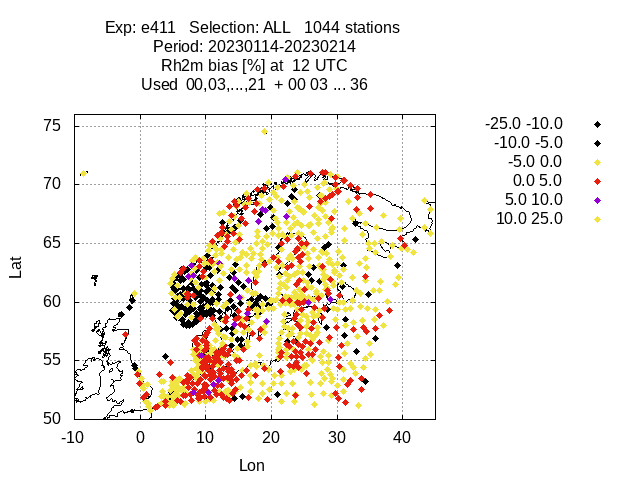 Exp: e411 Selection: ALL 1044 stations
Period: 20230114-20230214
Rh2m bias [%] at 12 UTC
Used 00,03,...,21 + 00 03 ... 36
-25.0 -10.0
-10.0 -5.0
-5.0 0.0
0.0 5.0
5.0 10.0
10.0 25.0
75
70
65
60
55
50
Lat
-10 0 10 20 30 40
Lon